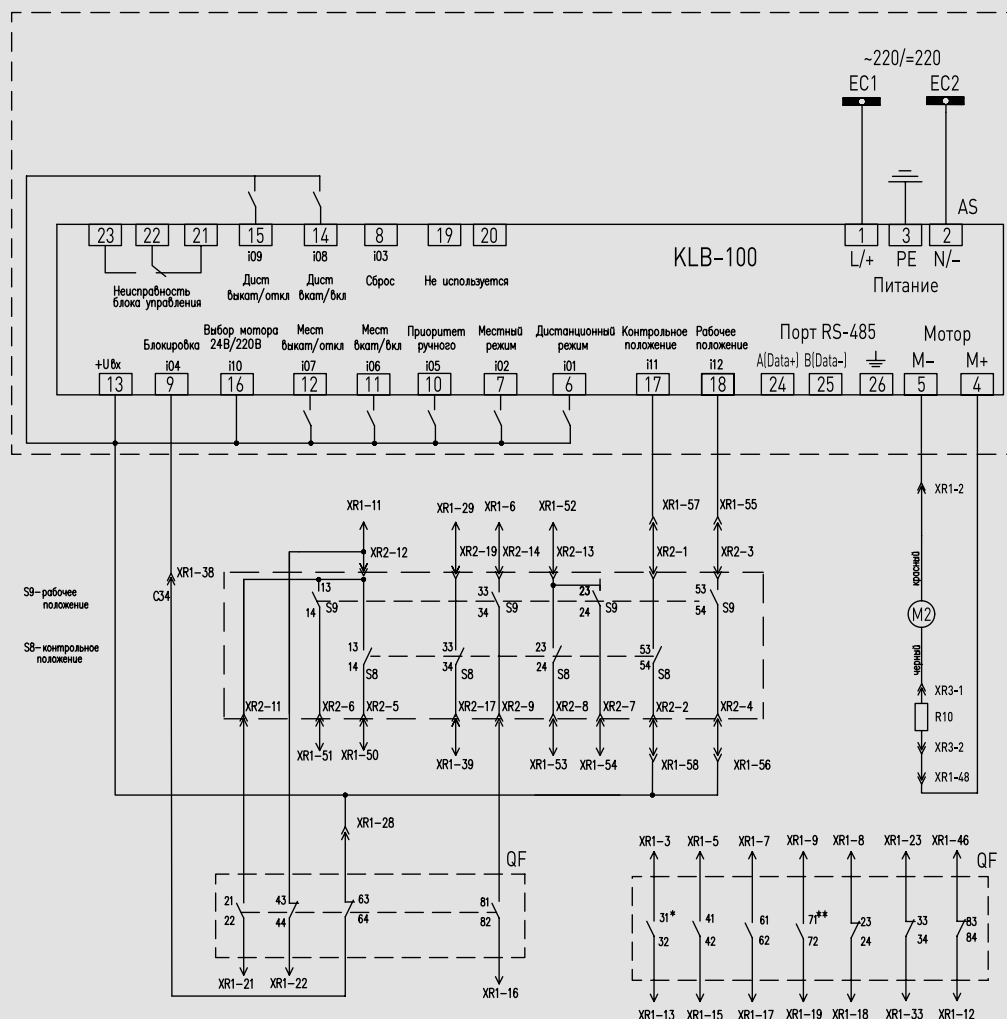 ~220/=220
EC1
EC2
AS
23
22
21
15
14
8
19
20
1
3
2
i09
i08
i03
KLB-100
L/+
PE
N/-
Неисправность
блока управления
Дист
выкат/откл
Дист
вкат/вкл
Сброс
Не используется
Питание
Порт RS-485
Мотор
+Uвх
Блокировка
i04
Выбор мотора
24В/220В
i10
Мест
выкат/откл
i07
Мест
вкат/вкл
i06
Приоритет
ручного
i05
Местный
режим
i02
Дистанционный
режим
i01
Контрольное
положение
i11
Рабочее
положение
i12
A(Data+)
B(Data-)
M-
M+
13
9
16
12
11
10
7
6
17
18
24
25
26
5
4
XR1-11
XR1-29
XR1-6
XR1-52
XR1-57
XR1-55
XR1-2
XR2-12
XR2-19
XR2-14
XR2-13
XR2-1
XR2-3
XR1-38
C34
красный
S9-рабочее
положение
13
14
S9
33
34
S9
23
24
S9
53
54
S9
M2
S8-контрольное
положение
13
14
S8
33
34
S8
23
24
S8
53
54
S8
черный
XR3-1
R10
XR3-2
XR1-48
XR2-11
XR2-6
XR2-5
XR2-17
XR2-9
XR2-8
XR2-7
XR2-2
XR2-4
XR1-51
XR1-50
XR1-39
XR1-53
XR1-54
XR1-58
XR1-56
XR1-28
QF
21
22
43
44
63
64
81
82
XR1-21
XR1-22
XR1-16
XR1-3
XR1-5
XR1-7
XR1-9
XR1-8
XR1-23
XR1-46
QF
31*
32
41
42
61
62
71**
72
23
24
33
34
83
84
XR1-13
XR1-15
XR1-17
XR1-19
XR1-18
XR1-33
XR1-12